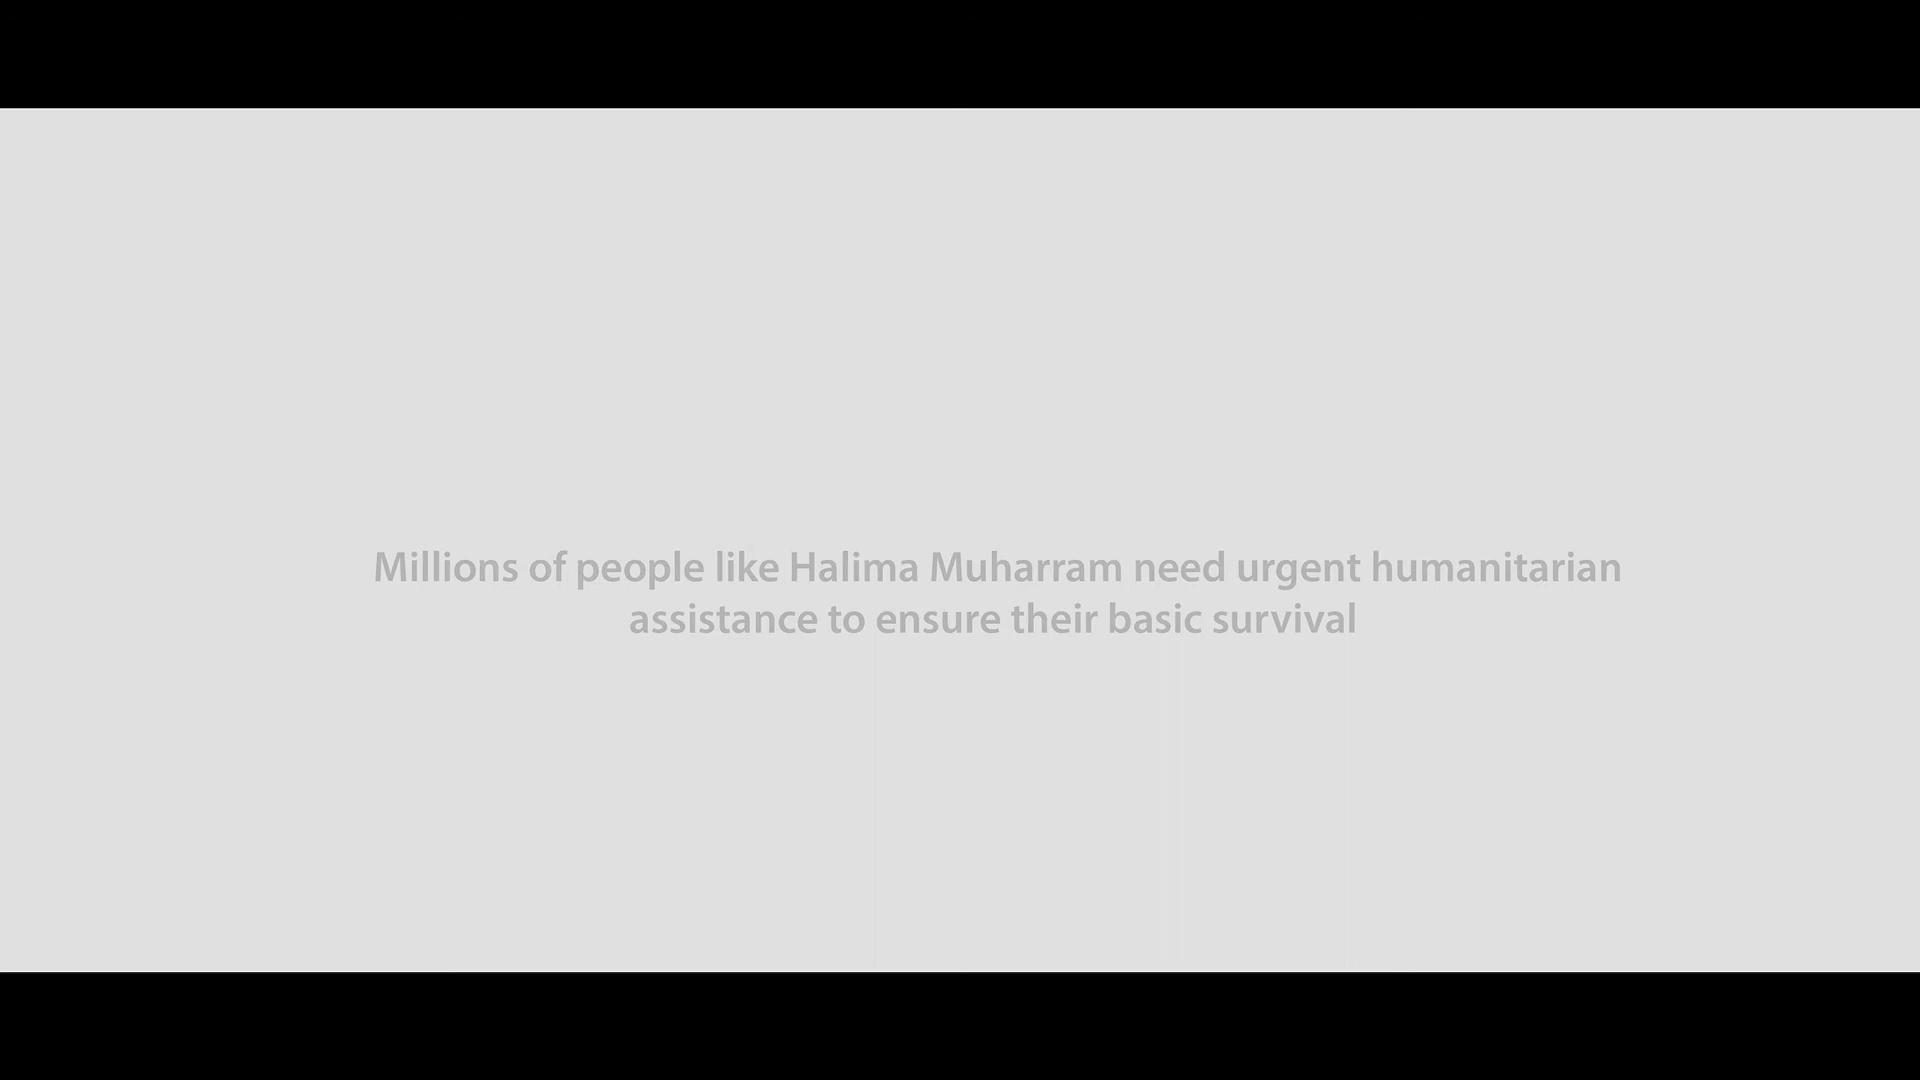 Millions of people like Halima Muharram need urgent humanitarian
assistance to ensure their basic survival